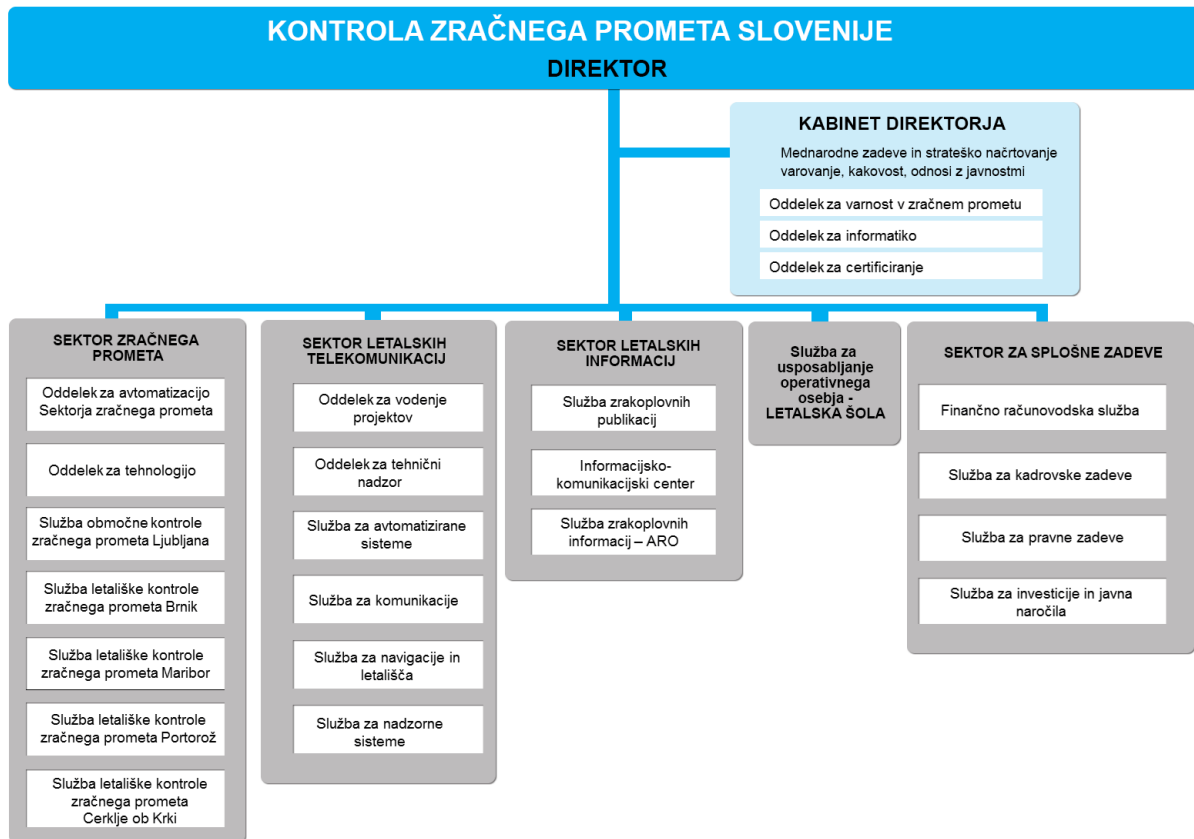 KONTROLA ZRAČNEGA PROMETA SLOVENIJE
DIREKTOR
KABINET DIREKTORJA
Mednarodne zadeve in strateško načrtovanje
varovanje, kakovost, odnosi z javnostmi
Oddelek za varnost v zračnem prometu
Oddelek za informatiko
Oddelek za certificiranje
SEKTOR ZRAČNEGA
PROMETA
Oddelek za avtomatizacijo
Sektorja zračnega prometa
Oddelek za tehnologijo
Služba območne kontrole
zračnega prometa Ljubljana
Služba letališke kontrole
zračnega prometa Brnik
Služba letališke kontrole
zračnega prometa Maribor
Služba letališke kontrole
zračnega prometa Portorož
Služba letališke kontrole
zračnega prometa
Cerklje ob Krki
SEKTOR LETALSKIH
TELEKOMUNIKACIJ
Oddelek za vodenje
projektov
Oddelek za tehnični
nadzor
Služba za avtomatizirane
sisteme
Služba za komunikacije
Služba za navigacije in
letališča
Služba za nadzorne
sisteme
SEKTOR LETALSKIH
INFORMACIJ
Služba zrakoplovnih
publikacij
Informacijsko-
komunikacijski center
Služba zrakoplovnih
informacij – ARO
Služba za
usposabljanje
operativnega
osebja -
LETALSKA ŠOLA
SEKTOR ZA SPLOŠNE ZADEVE
Finančno računovodska služba
Služba za kadrovske zadeve
Služba za pravne zadeve
Služba za investicije in javna
naročila